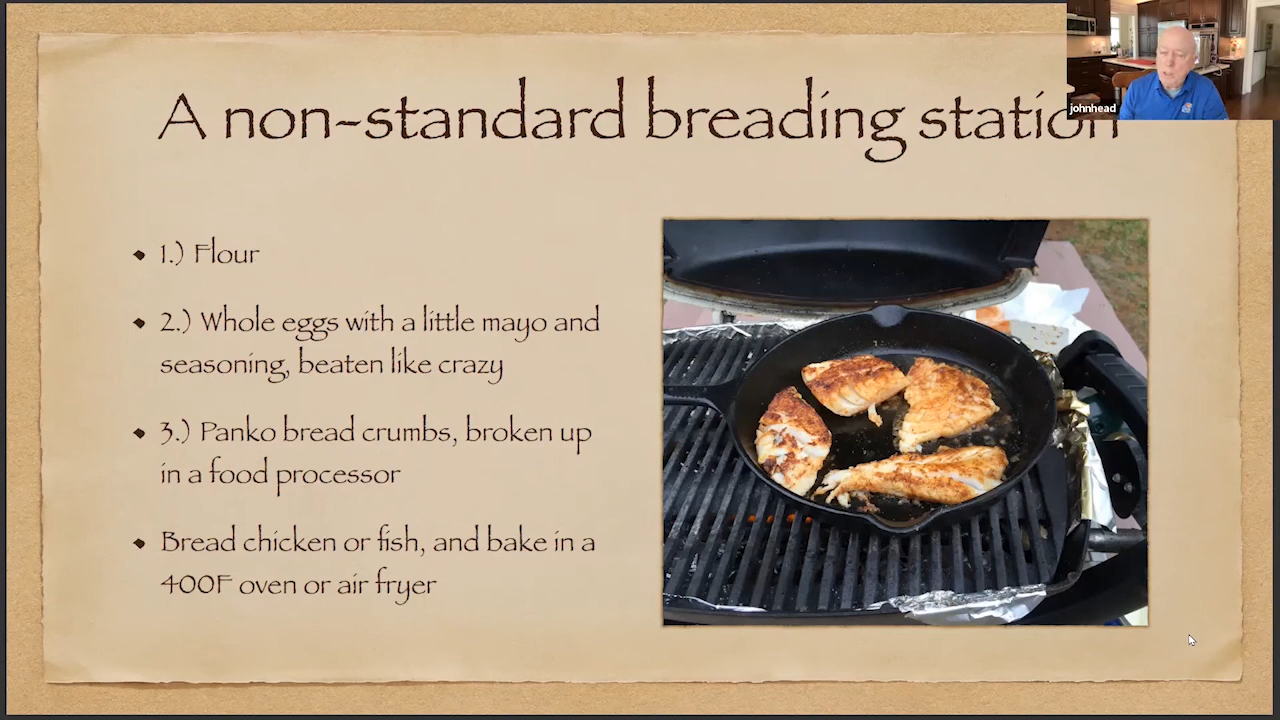 A non-standard breading station
johnhead
1.) Flour
2.) Whole eggs with a little mayo and
seasoning, beaten like crazy
3.) Panko bread crumbs, broken up
in a food processor
Bread chicken or fish, and bake in a
400F oven or air fryer